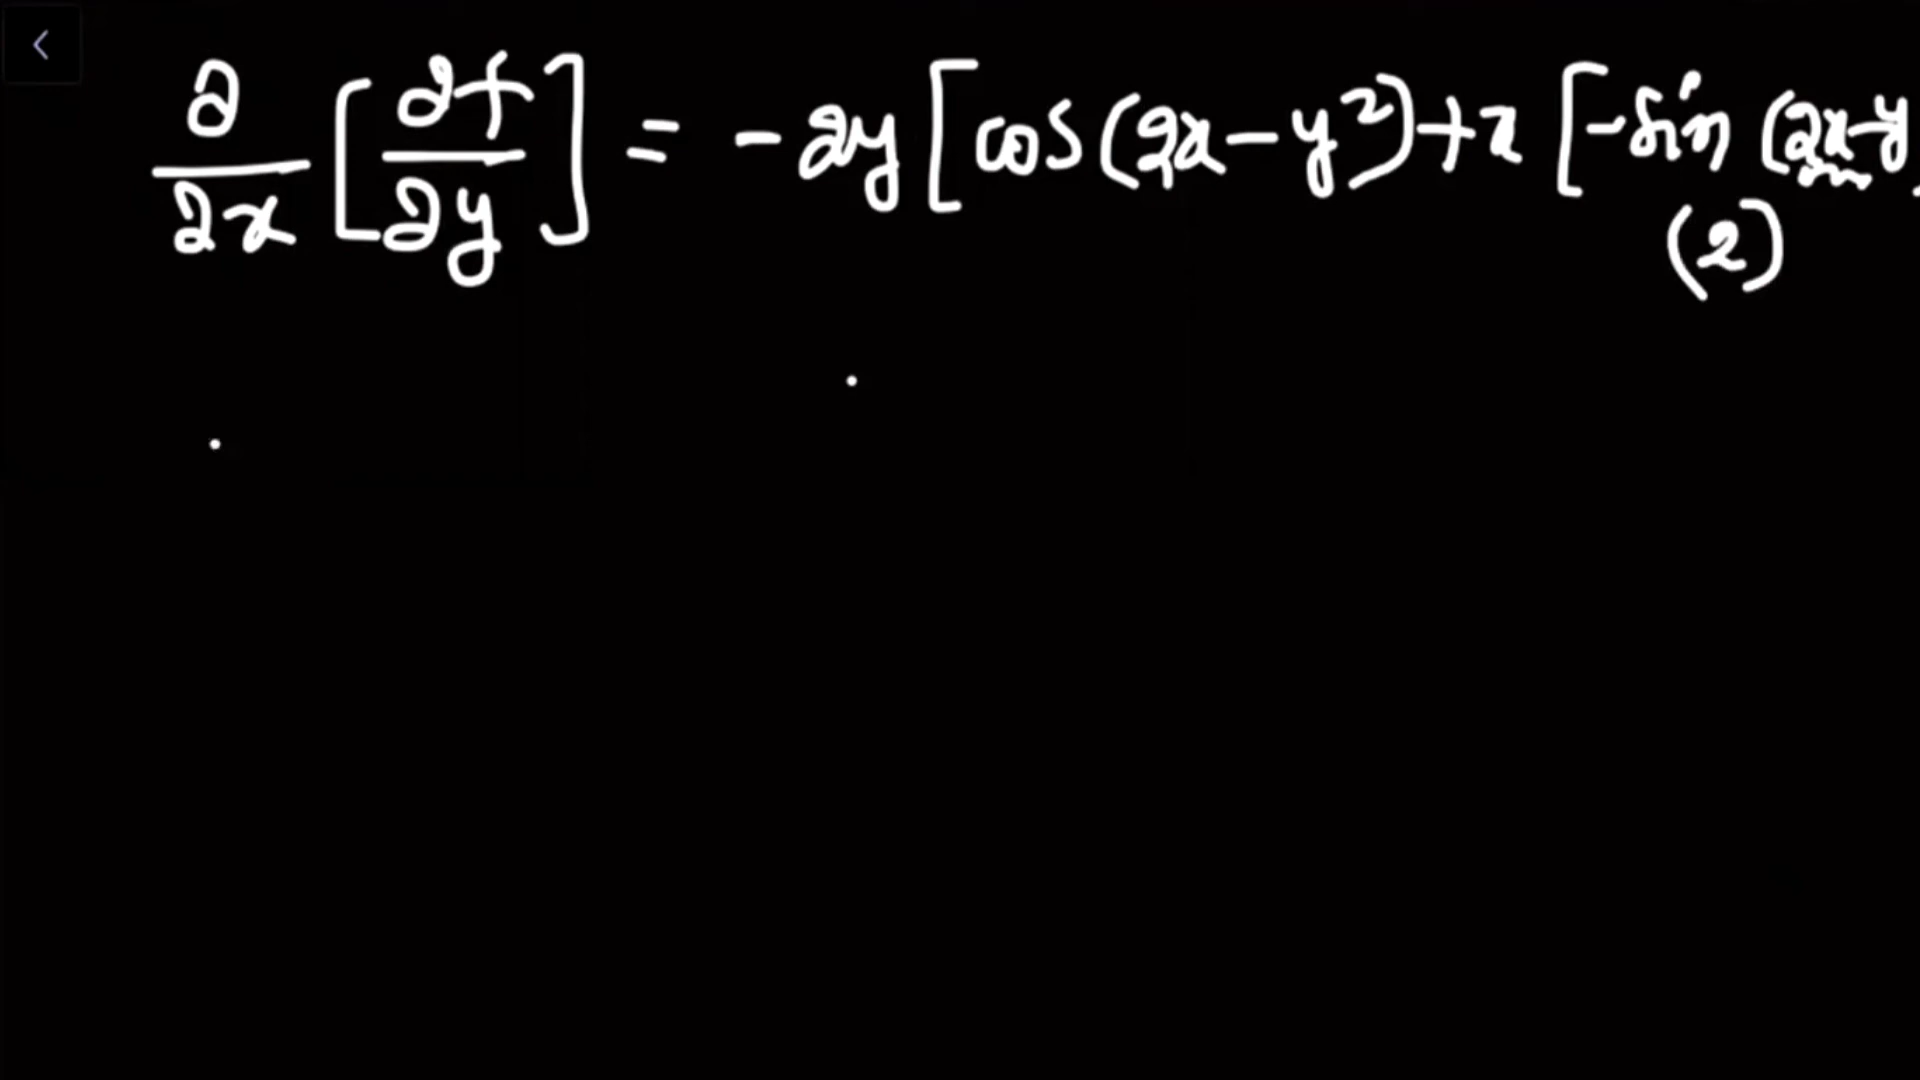 ∂/∂x [∂f/∂y] = -2y [cos(2x-y²)+x [-sin (2x-y
(2)